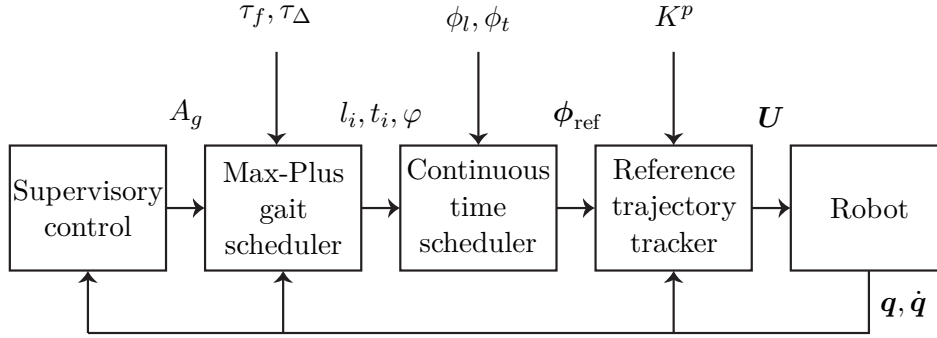 τ_f, τ_Δ
ϕ_l, ϕ_t
K^p
A_g
l_i, t_i, φ
ϕ_ref
U
Supervisory
control
Max-Plus
gait
scheduler
Continuous
time
scheduler
Reference
trajectory
tracker
Robot
q, q̇